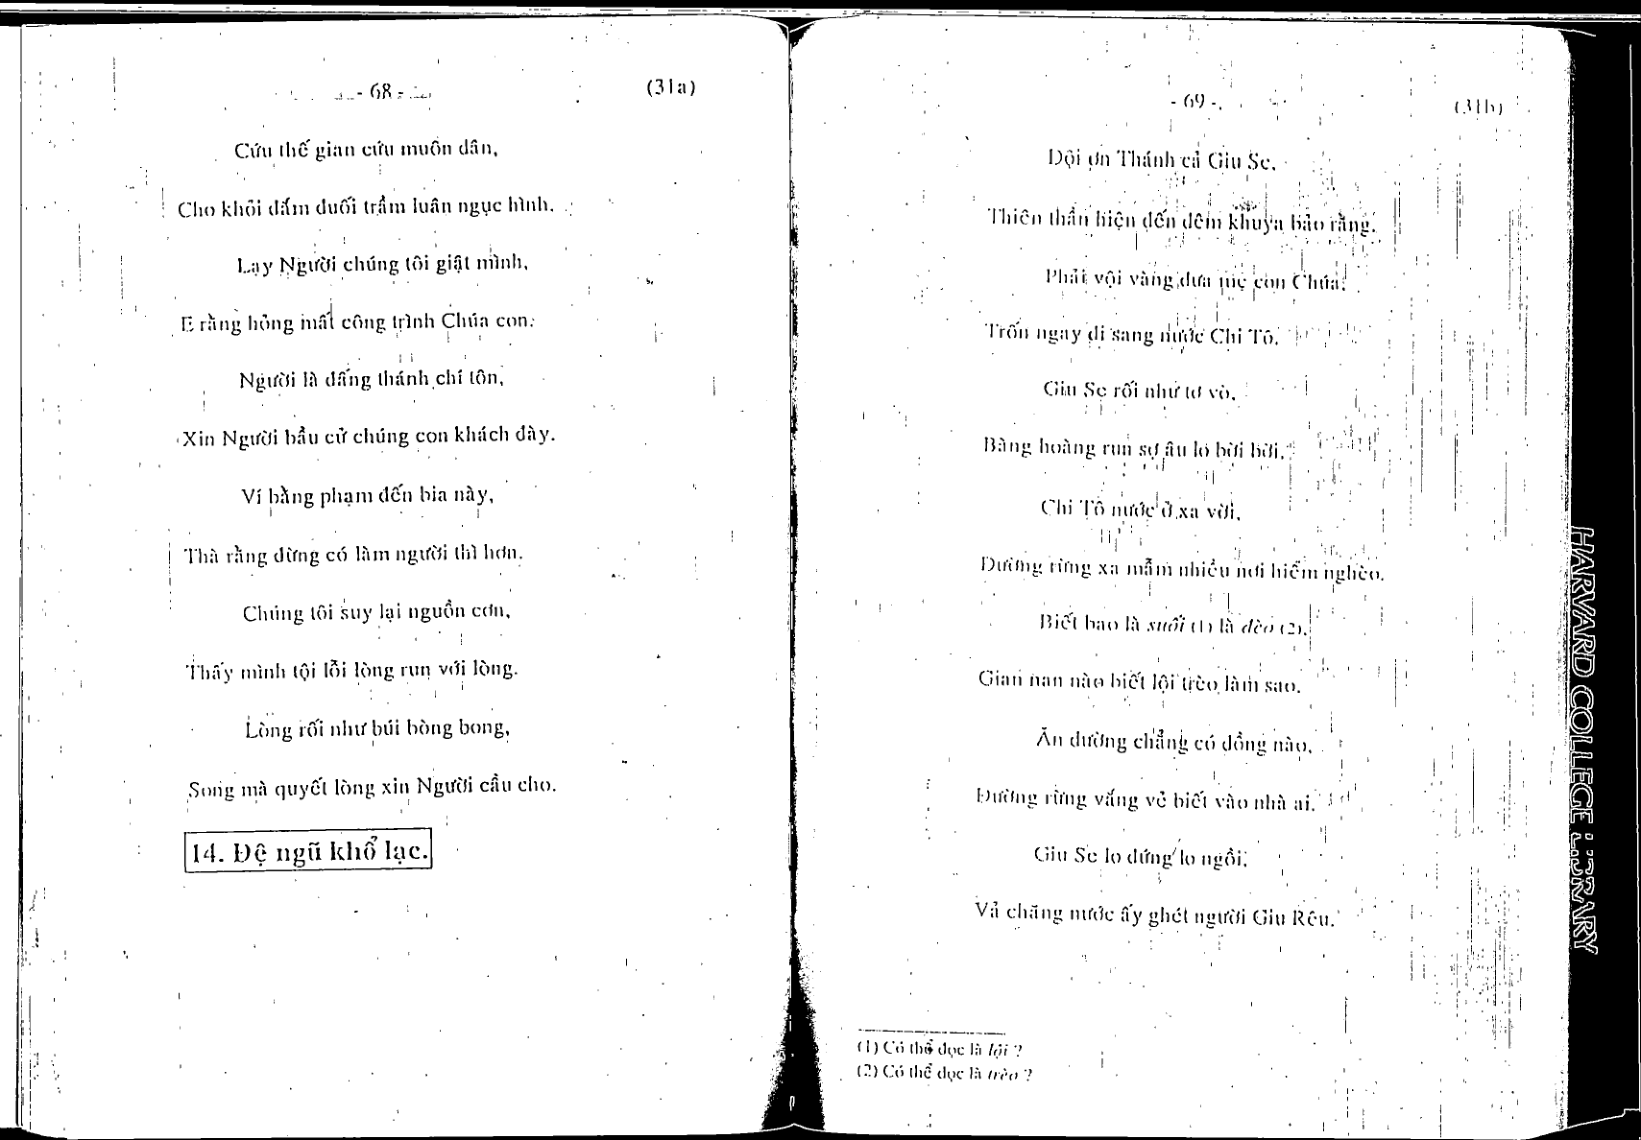 - 68 -
(31a)
Cứu thế gian cứu muôn dân,
Cho khỏi đắm đuối trầm luân ngục hình.
Lạy Người chúng tôi giật mình,
E rằng hỏng mất công trình Chúa con.
Người là đấng thánh chí tôn,
Xin Người bầu cử chúng con khách đày.
Ví bằng phạm đến bia này,
Thà rằng đừng có làm người thì hơn.
Chúng tôi suy lại nguồn cơn,
Thấy mình tội lỗi lòng run với lòng.
Lòng rối như búi bòng bong,
Song mà quyết lòng xin Người cầu cho.
14. Đệ ngũ khổ lạc.
- 69 -
(31b)
Đội ơn Thánh cả Giu Se,
Thiên thần hiện đến đêm khuya bảo rằng.
Phải vội vàng đưa mẹ con Chúa,
Trốn ngay đi sang nước Chi Tô.
Giu Se rối như tơ vò,
Bàng hoàng run sợ âu lo bời bời.
Chi Tô nước ở xa vời,
Đường rừng xa mắm nhiều nơi hiểm nghèo.
Biết bao là suối (1) là đèo (2),
Gian nan nào biết lội trèo làm sao.
Ăn đường chẳng có đồng nào,
Đường rừng vắng vẻ biết vào nhà ai.
Giu Se lo đứng lo ngồi,
Vả chăng nước ấy ghét người Giu Rêu.
(1) Có thể đọc là lội ?
(2) Có thể đọc là trèo ?
HARVARD COLLEGE LIBRARY